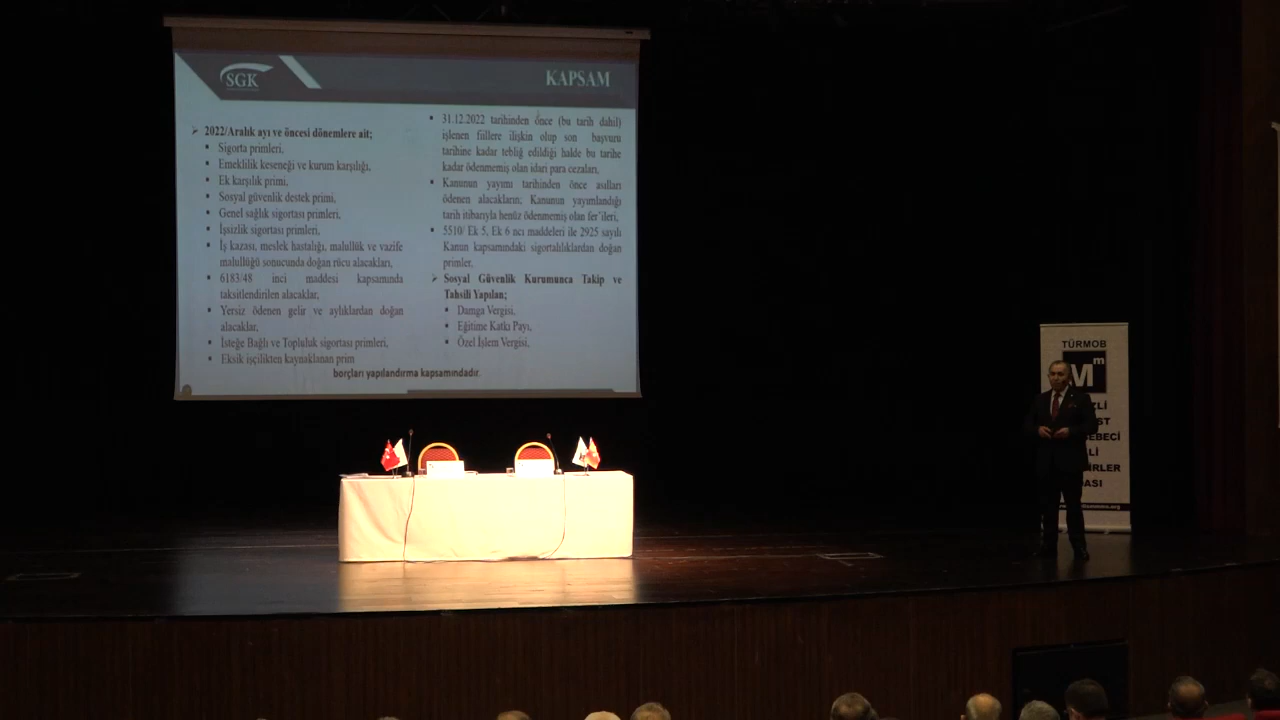 SGK
KAPSAM
➢ 2022/Aralık ayı ve öncesi dönemlere ait;
▪ Sigorta primleri,
▪ Emeklilik keseneği ve kurum karşılığı,
▪ Ek karşılık primi,
▪ Sosyal güvenlik destek primi,
▪ Genel sağlık sigortası primleri,
▪ İşsizlik sigortası primleri,
▪ İş kazası, meslek hastalığı, malullük ve vazife
malullüğü sonucunda doğan rücu alacakları,
▪ 6183/48 inci maddesi kapsamında
taksitlendirilen alacaklar,
▪ Yersiz ödenen gelir ve aylıklardan doğan
alacaklar,
▪ İsteğe Bağlı ve Topluluk sigortası primleri,
▪ Eksik işçilikten kaynaklanan prim
▪ 31.12.2022 tarihinden önce (bu tarih dahil)
işlenen fiillere ilişkin olup son başvuru
tarihine kadar tebliğ edildiği halde bu tarihe
kadar ödenmemiş olan idari para cezaları,
▪ Kanunun yayımı tarihinden önce asılları
ödenen alacakların; Kanunun yayımlandığı
tarih itibarıyla henüz ödenmemiş olan fer'ileri,
▪ 5510/ Ek 5, Ek 6 ncı maddeleri ile 2925 sayılı
Kanun kapsamındaki sigortalılıklardan doğan
primler,
➢ Sosyal Güvenlik Kurumunca Takip ve
Tahsili Yapılan;
▪ Damga Vergisi,
▪ Eğitime Katkı Payı,
▪ Özel İşlem Vergisi,
borçları yapılandırma kapsamındadır.
TÜRMOB
Mm
ZLİ
ST
EBECİ
Lİ
İRLER
ASI